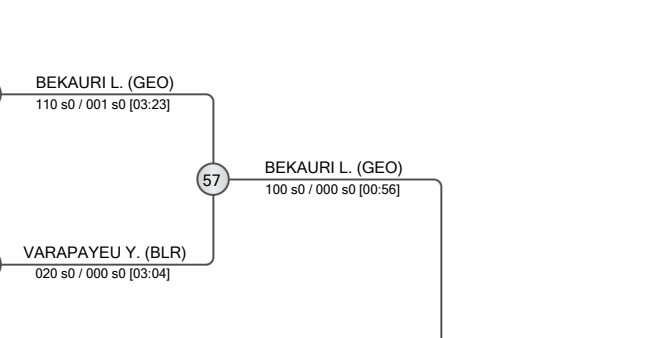 BEKAURI L. (GEO)
110 s0 / 001 s0 [03:23]
57
BEKAURI L. (GEO)
100 s0 / 000 s0 [00:56]
VARAPAYEU Y. (BLR)
020 s0 / 000 s0 [03:04]